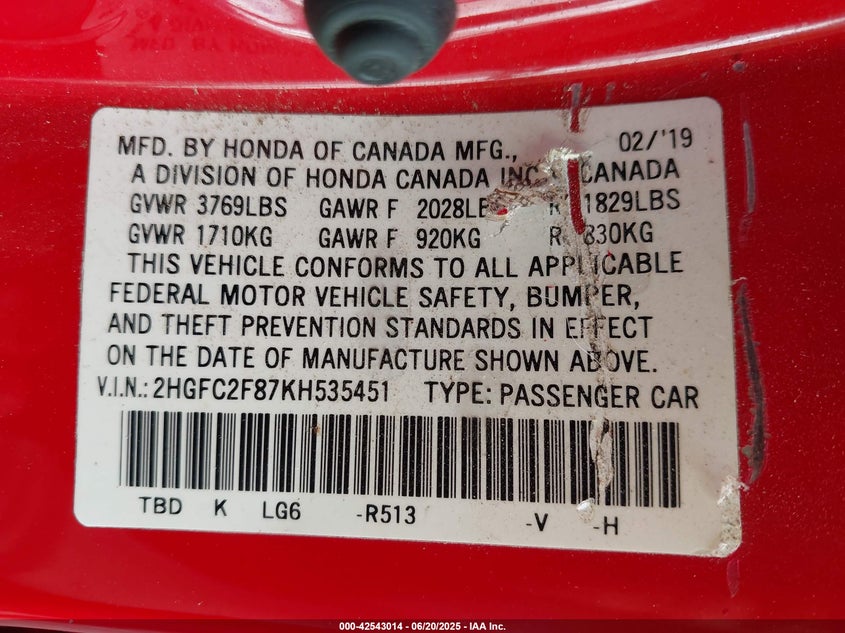 MFD. BY HONDA OF CANADA MFG., 02/'19
A DIVISION OF HONDA CANADA INC CANADA
GVWR 3769LBS GAWR F 2028LB R 1829LBS
GVWR 1710KG GAWR F 920KG R 830KG
THIS VEHICLE CONFORMS TO ALL APPLICABLE
FEDERAL MOTOR VEHICLE SAFETY, BUMPER,
AND THEFT PREVENTION STANDARDS IN EFFECT
ON THE DATE OF MANUFACTURE SHOWN ABOVE.
V.I.N.: 2HGFC2F87KH535451 TYPE: PASSENGER CAR
TBD K LG6 -R513 -V -H
000-42543014 | 06/20/2025 - IAA Inc.